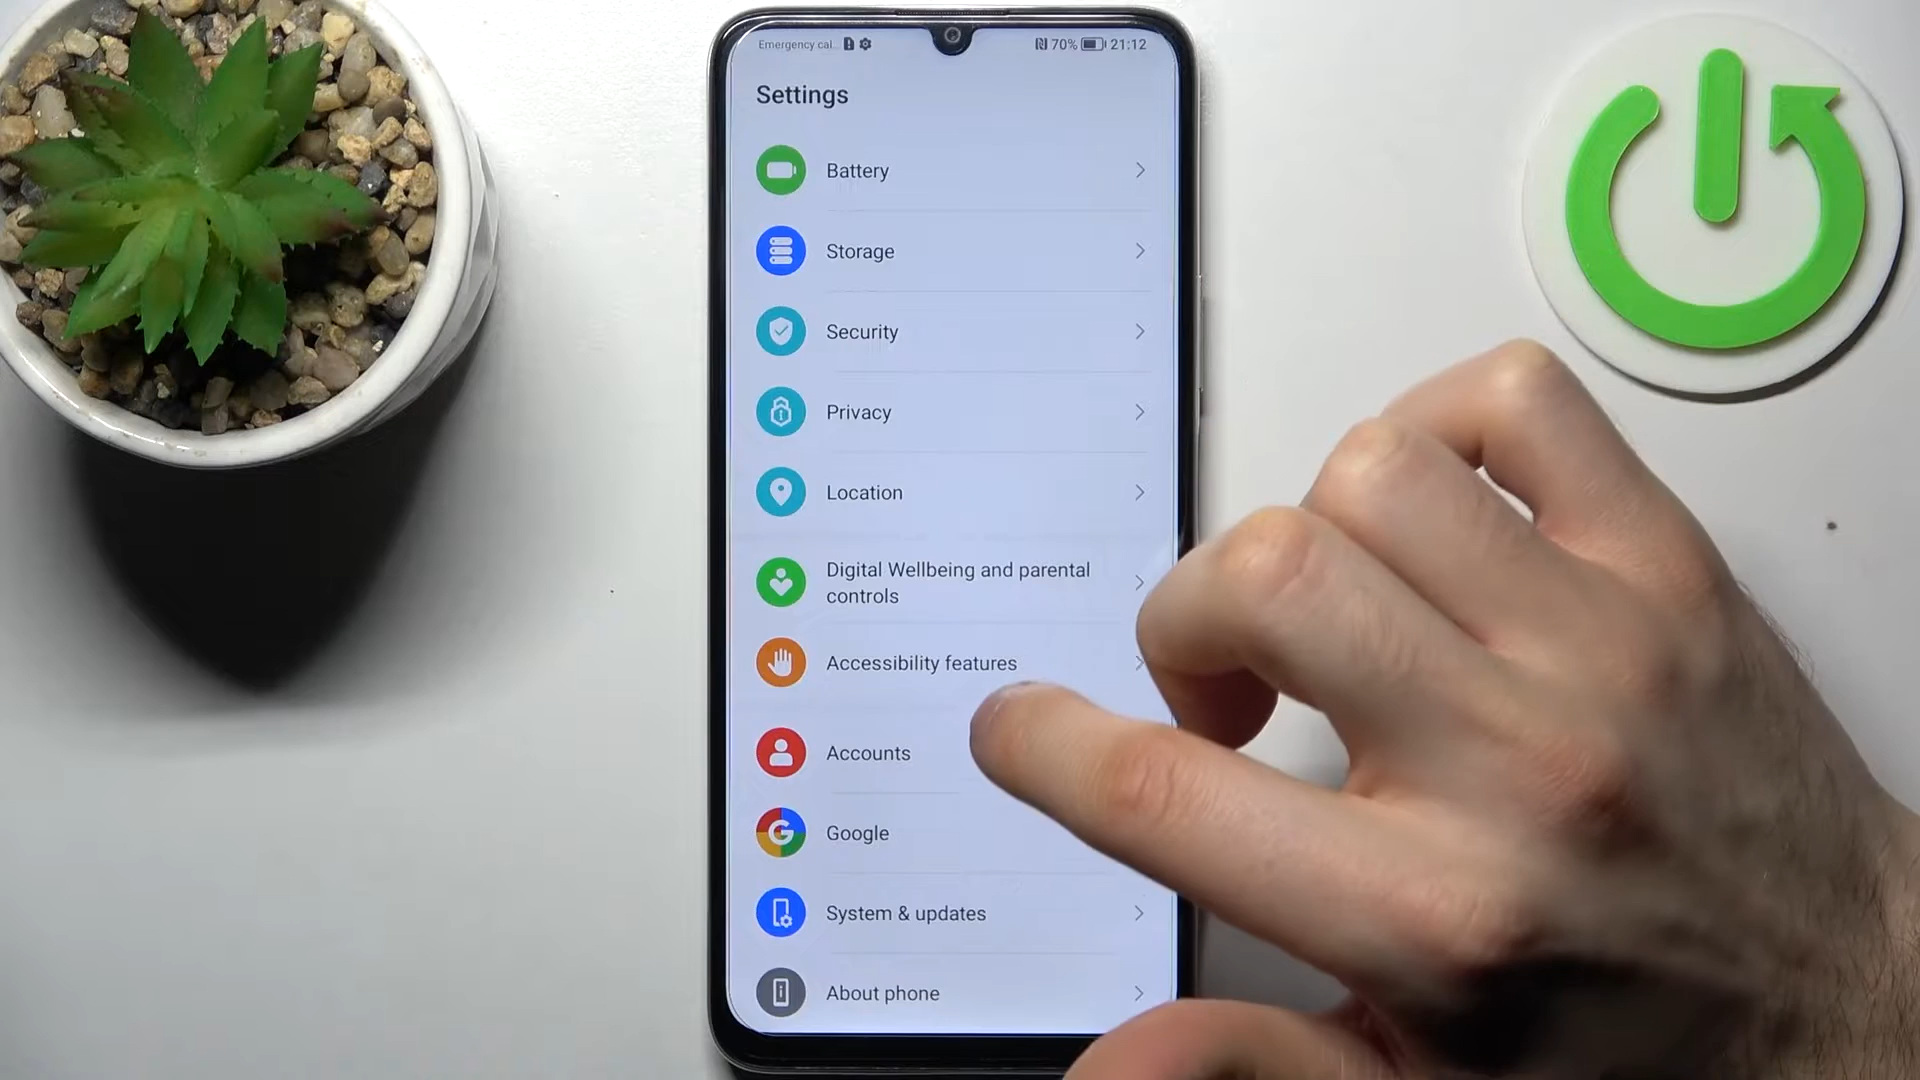 Emergency cal... 70% 21:12
Settings
Battery
Storage
Security
Privacy
Location
Digital Wellbeing and parental
controls
Accessibility features
Accounts
Google
System & updates
About phone